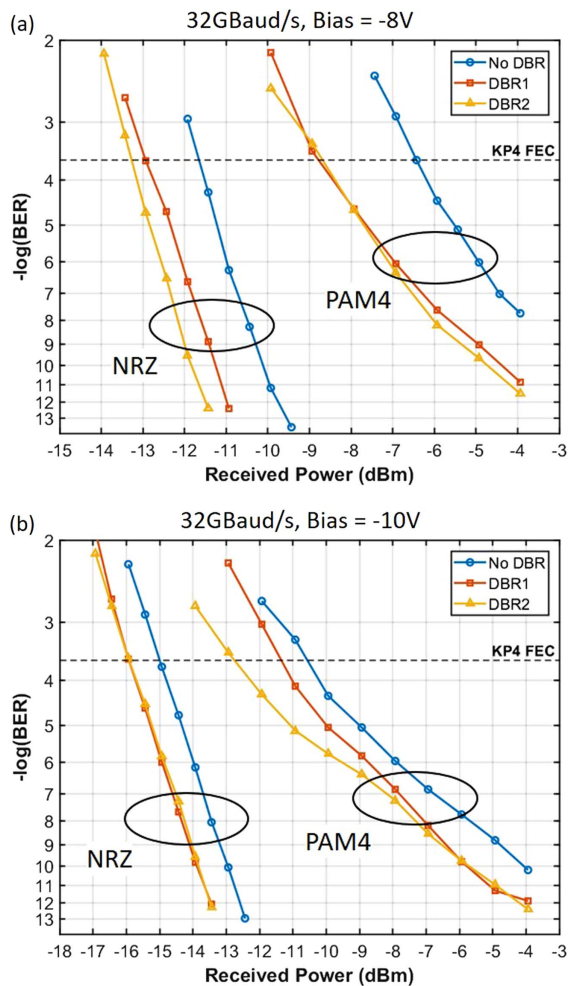 (a)
32GBaud/s, Bias = -8V
2
3
4
5
6
7
8
9
10
11
12
13
-log(BER)
No DBR
DBR1
DBR2
KP4 FEC
PAM4
NRZ
-15 -14 -13 -12 -11 -10 -9 -8 -7 -6 -5 -4 -3
Received Power (dBm)
(b)
32GBaud/s, Bias = -10V
2
3
4
5
6
7
8
9
10
11
12
13
-log(BER)
No DBR
DBR1
DBR2
KP4 FEC
NRZ
PAM4
-18 -17 -16 -15 -14 -13 -12 -11 -10 -9 -8 -7 -6 -5 -4 -3
Received Power (dBm)